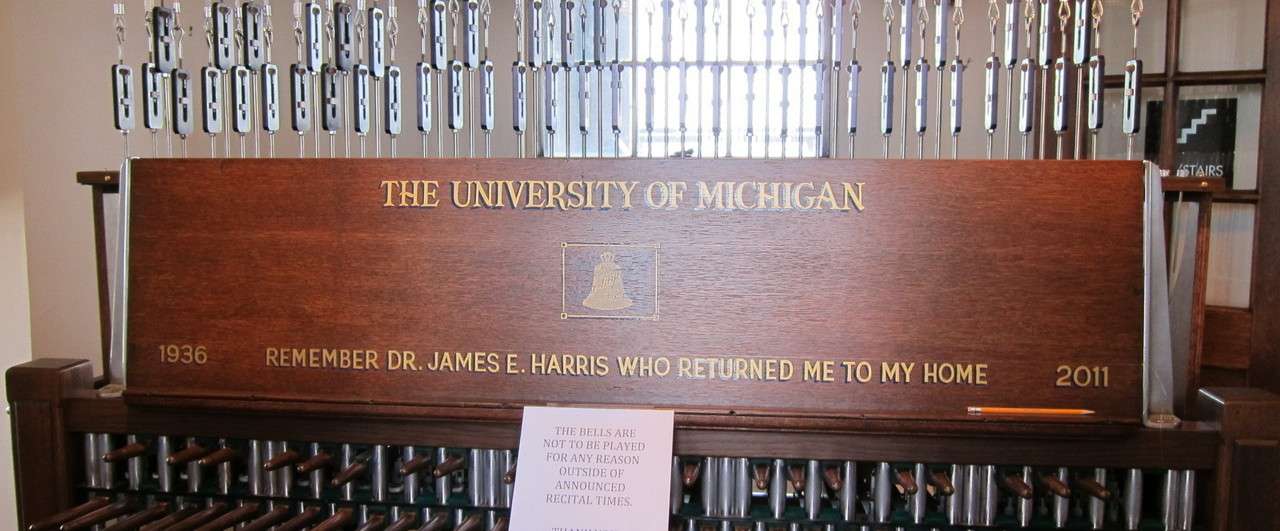 /STAIRS
THE UNIVERSITY OF MICHIGAN
1936 REMEMBER DR. JAMES E. HARRIS WHO RETURNED ME TO MY HOME 2011
THE BELLS ARE
NOT TO BE PLAYED
FOR ANY REASON
OUTSIDE OF
ANNOUNCED
RECITAL TIMES.